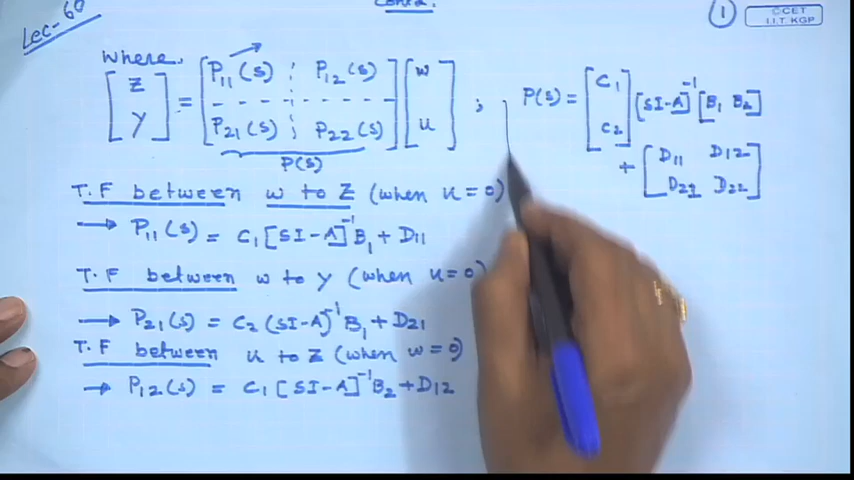 Lec-60
Contd.
1
© CET
I.I.T. KGP
where,
[z y] = [P11(s) P12(s) P21(s) P22(s)] [w u] ; P(s) = [C1 C2] [SI-A]^-1 [B1 B2]
P(s)
+ [D11 D12 D21 D22]
T.F between w to z (when u=0)
→ P11(s) = C1[SI-A]^-1 B1 + D11
T.F between w to y (when u=0)
→ P21(s) = C2 (SI-A)^-1 B1 + D21
T.F between u to z (when w=0)
→ P12(s) = C1 [SI-A]^-1 B2 + D12